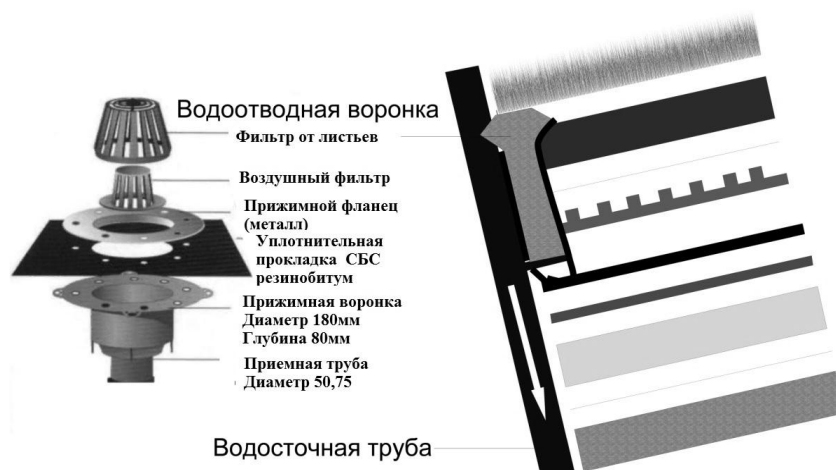 Водоотводная воронка
Фильтр от листьев
Воздушный фильтр
Прижимной фланец
(металл)
Уплотнительная
прокладка СБС
резинобитум
Прижимная воронка
Диаметр 180мм
Глубина 80мм
Приемная труба
Диаметр 50,75
Водосточная труба